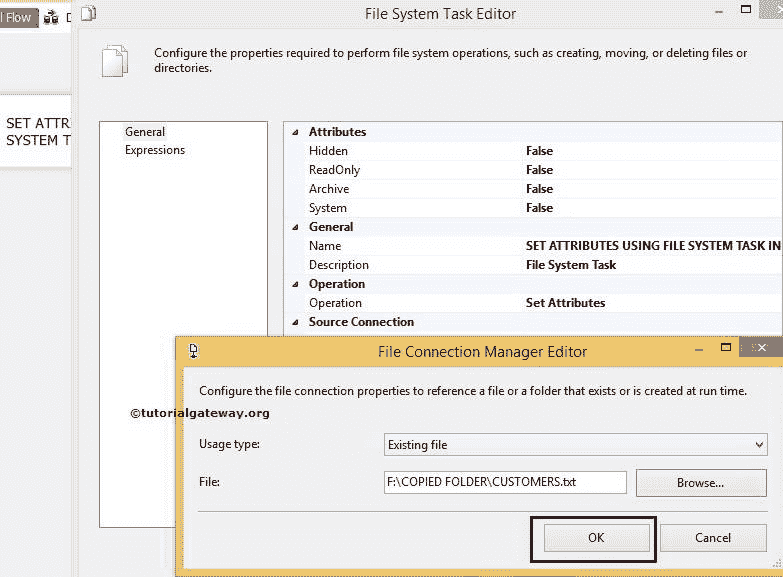 l Flow
File System Task Editor
Configure the properties required to perform file system operations, such as creating, moving, or deleting files or
directories.
SET ATTR
SYSTEM T
General
Expressions
Attributes
Hidden False
ReadOnly False
Archive False
System False
General
Name SET ATTRIBUTES USING FILE SYSTEM TASK IN
Description File System Task
Operation
Operation Set Attributes
Source Connection
File Connection Manager Editor
Configure the file connection properties to reference a file or a folder that exists or is created at run time.
©tutorialgateway.org
Usage type: Existing file
File: F:\COPIED FOLDER\CUSTOMERS.txt Browse...
OK Cancel